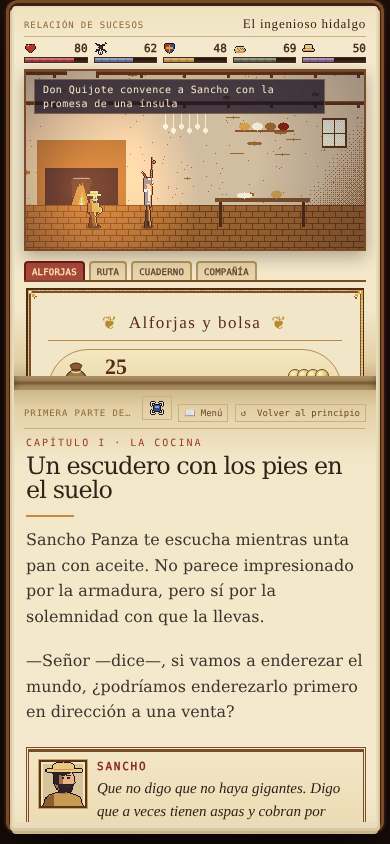 RELACIÓN DE SUCESOS
El ingenioso hidalgo
80 62 48 69 50
Don Quijote convence a Sancho con la
promesa de una ínsula
ALFORJAS RUTA CUADERNO COMPAÑÍA
Alforjas y bolsa
25
PRIMERA PARTE DE… Menú ↺ Volver al principio
CAPÍTULO I · LA COCINA
Un escudero con los pies en
el suelo
Sancho Panza te escucha mientras unta
pan con aceite. No parece impresionado
por la armadura, pero sí por la
solemnidad con que la llevas.
—Señor —dice—, si vamos a enderezar el
mundo, ¿podríamos enderezarlo primero
en dirección a una venta?
SANCHO
Que no digo que no haya gigantes. Digo
que a veces tienen aspas y cobran por